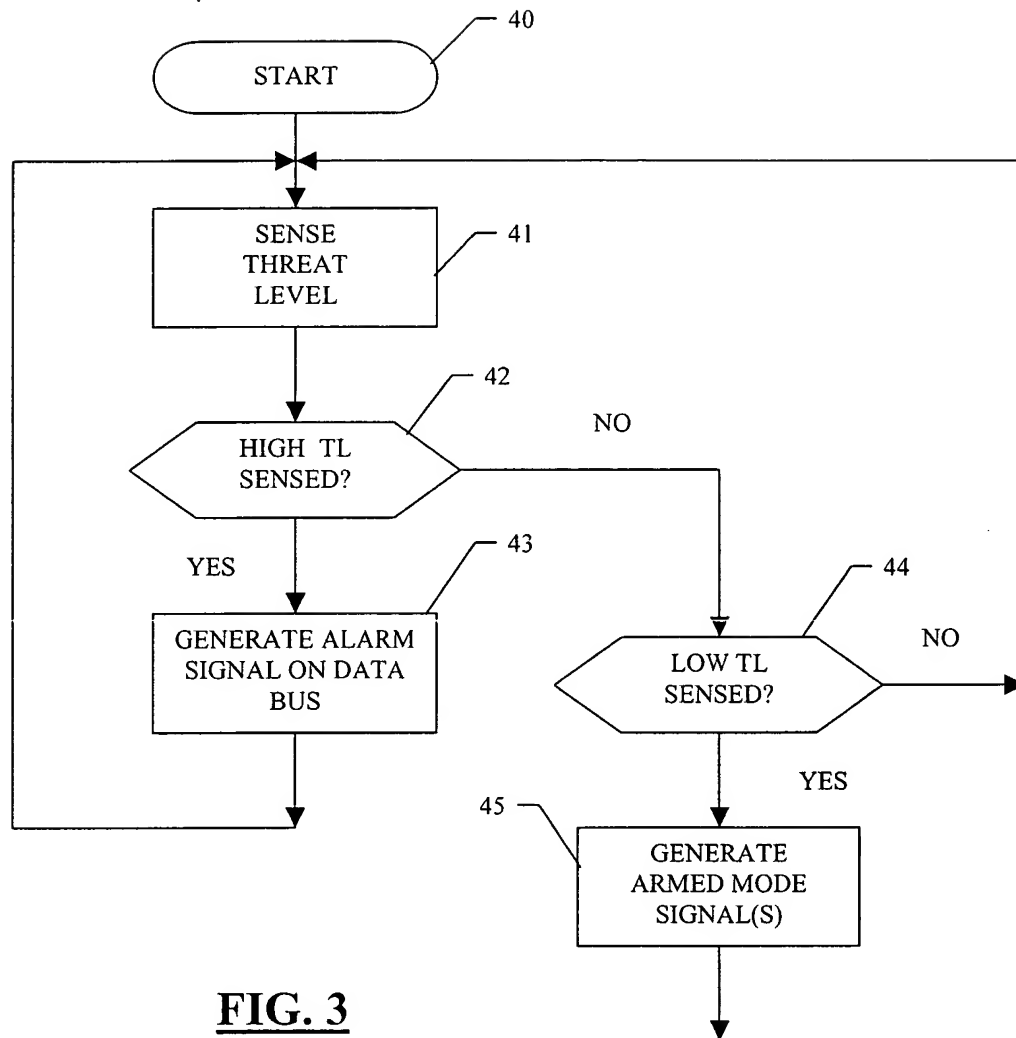 40
START
SENSE
THREAT
LEVEL
41
42
HIGH TL
SENSED?
NO
YES
43
GENERATE ALARM
SIGNAL ON DATA
BUS
44
LOW TL
SENSED?
NO
YES
45
GENERATE
ARMED MODE
SIGNAL(S)
FIG. 3